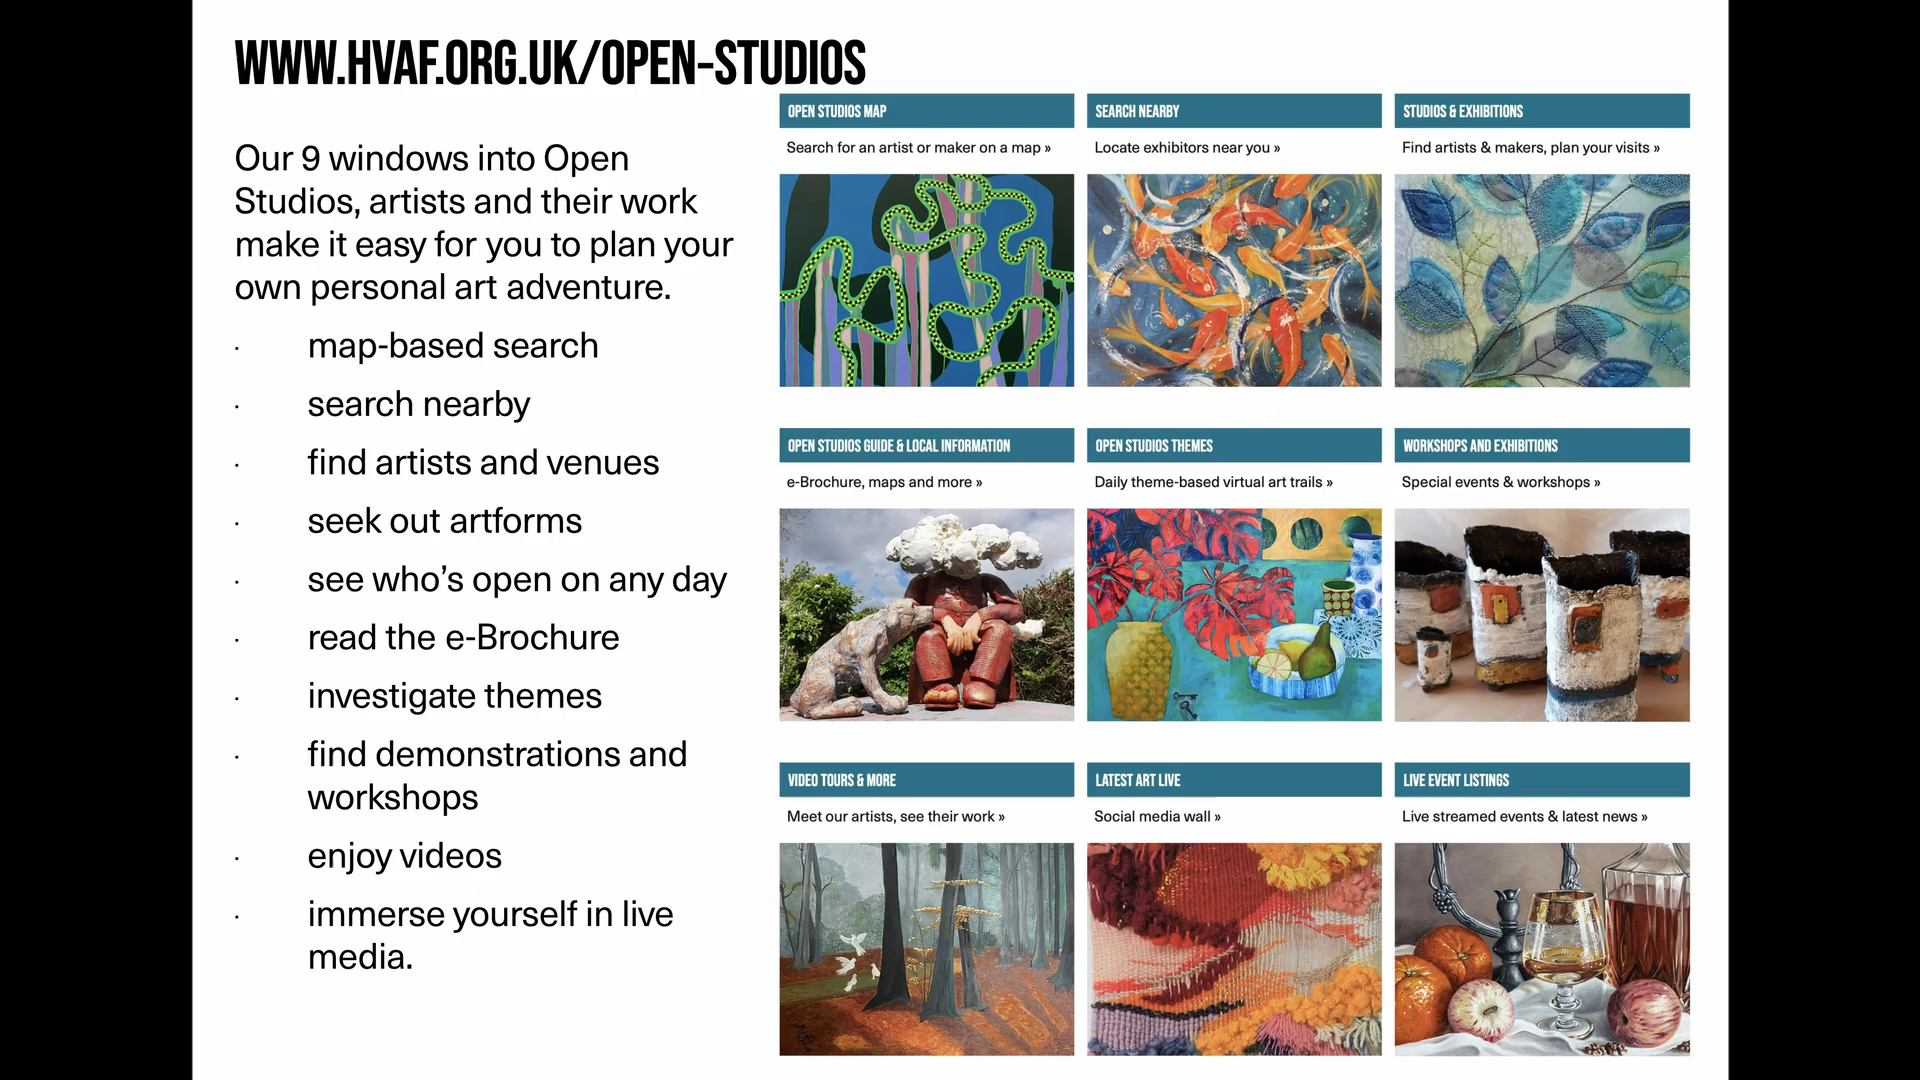 WWW.HVAF.ORG.UK/OPEN-STUDIOS
Our 9 windows into Open
Studios, artists and their work
make it easy for you to plan your
own personal art adventure.
· map-based search
· search nearby
· find artists and venues
· seek out artforms
· see who’s open on any day
· read the e-Brochure
· investigate themes
· find demonstrations and
workshops
· enjoy videos
· immerse yourself in live
media.
OPEN STUDIOS MAP
Search for an artist or maker on a map »
SEARCH NEARBY
Locate exhibitors near you »
STUDIOS & EXHIBITIONS
Find artists & makers, plan your visits »
OPEN STUDIOS GUIDE & LOCAL INFORMATION
e-Brochure, maps and more »
OPEN STUDIOS THEMES
Daily theme-based virtual art trails »
WORKSHOPS AND EXHIBITIONS
Special events & workshops »
VIDEO TOURS & MORE
Meet our artists, see their work »
LATEST ART LIVE
Social media wall »
LIVE EVENT LISTINGS
Live streamed events & latest news »